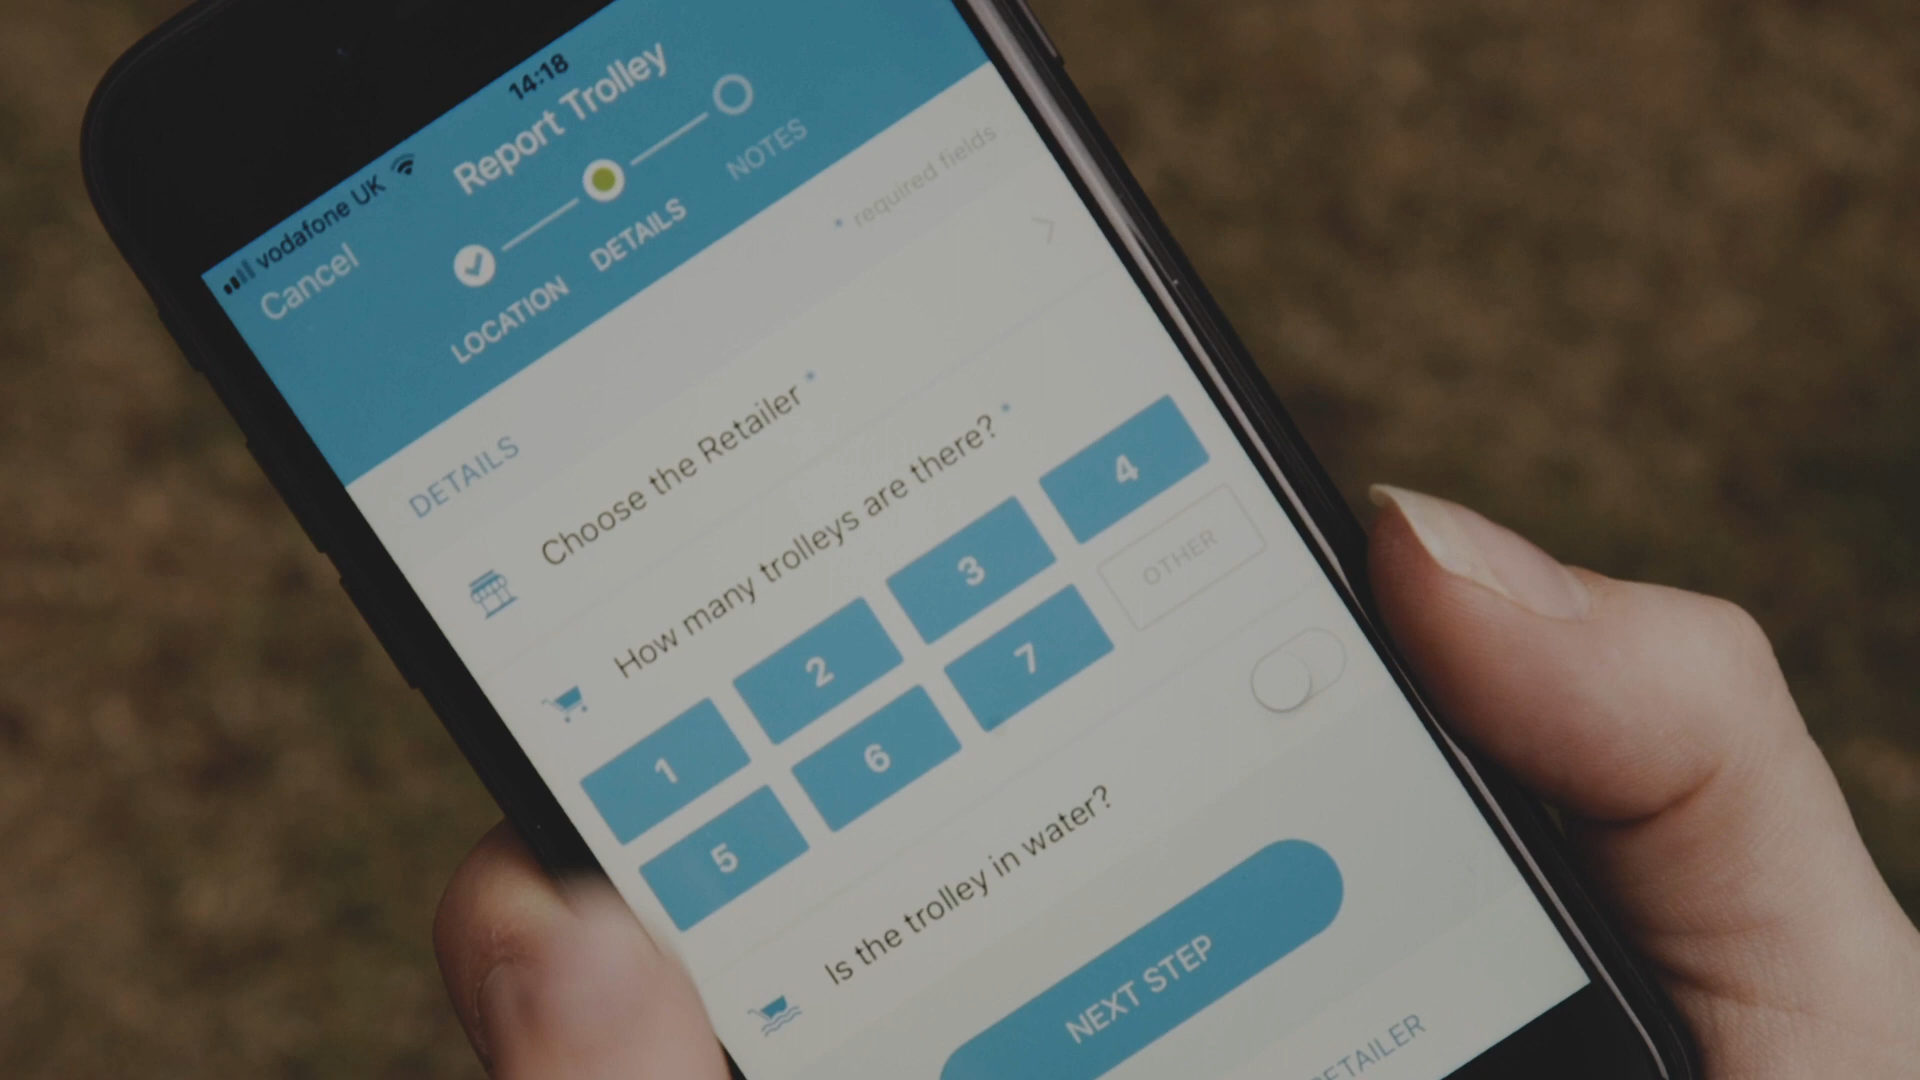 vodafone UK 14:18
Cancel Report Trolley
LOCATION DETAILS NOTES
DETAILS * required fields
Choose the Retailer *
How many trolleys are there? *
1 2 3 4
5 6 7 OTHER
Is the trolley in water?
NEXT STEP
RETAILER